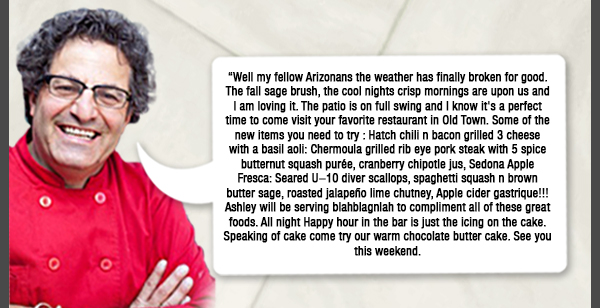 “Well my fellow Arizonans the weather has finally broken for good.
The fall sage brush, the cool nights crisp mornings are upon us and
I am loving it. The patio is on full swing and I know it's a perfect
time to come visit your favorite restaurant in Old Town. Some of the
new items you need to try : Hatch chili n bacon grilled 3 cheese
with a basil aoli: Chermoula grilled rib eye pork steak with 5 spice
butternut squash purée, cranberry chipotle jus, Sedona Apple
Fresca: Seared U–10 diver scallops, spaghetti squash n brown
butter sage, roasted jalapeño lime chutney, Apple cider gastrique!!!
Ashley will be serving blahblagnlah to compliment all of these great
foods. All night Happy hour in the bar is just the icing on the cake.
Speaking of cake come try our warm chocolate butter cake. See you
this weekend.